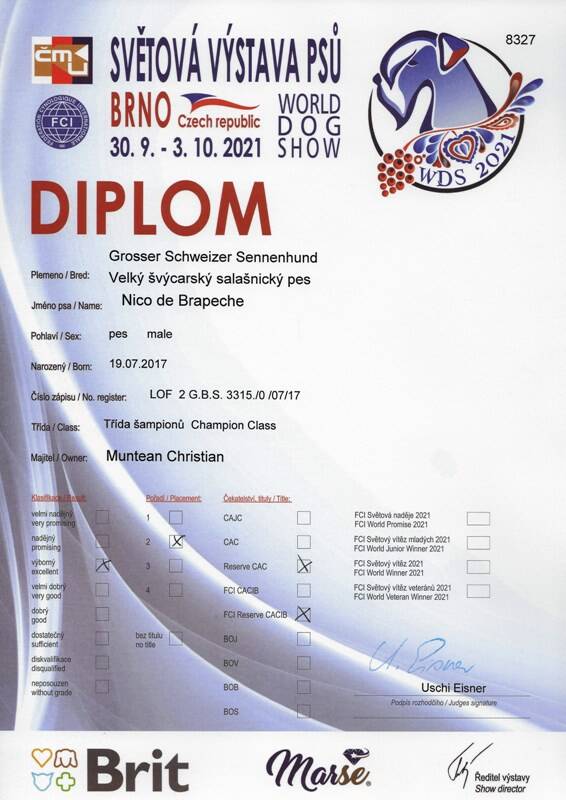 8327
ČM
SVĚTOVÁ VÝSTAVA PSŮ
FEDERATION CYNOLOGIQUE INTERNATIONALE
FCI
BRNO Czech republic
WORLD DOG SHOW
30. 9. - 3. 10. 2021
WDS 2021
DIPLOM
Grosser Schweizer Sennenhund
Plemeno / Bred: Velký švýcarský salašnický pes
Jméno psa / Name: Nico de Brapeche
Pohlaví / Sex: pes male
Narozený / Born: 19.07.2017
Číslo zápisu / No. register: LOF 2 G.B.S. 3315./0 /07/17
Třída / Class: Třída šampionů Champion Class
Majitel / Owner: Muntean Christian
Klasifikace / Result:
velmi nadějný
very promising
nadějný
promising
výborný
excellent
velmi dobrý
very good
dobrý
good
dostatečný
sufficient
diskvalifikace
disqualified
neposouzen
without grade
Pořadí / Placement:
1
2
3
4
bez titulu
no title
Čekatelství, tituly / Title:
CAJC
CAC
Reserve CAC
FCI CACIB
FCI Reserve CACIB
BOJ
BOV
BOB
BOS
FCI Světová naděje 2021
FCI World Promise 2021
FCI Světový vítěz mladých 2021
FCI World Junior Winner 2021
FCI Světový vítěz 2021
FCI World Winner 2021
FCI Světový vítěz veteránů 2021
FCI World Veteran Winner 2021
U. Eisner
Uschi Eisner
Podpis rozhodčího / Judges signature
Brit
Marse®
Ředitel výstavy
Show director